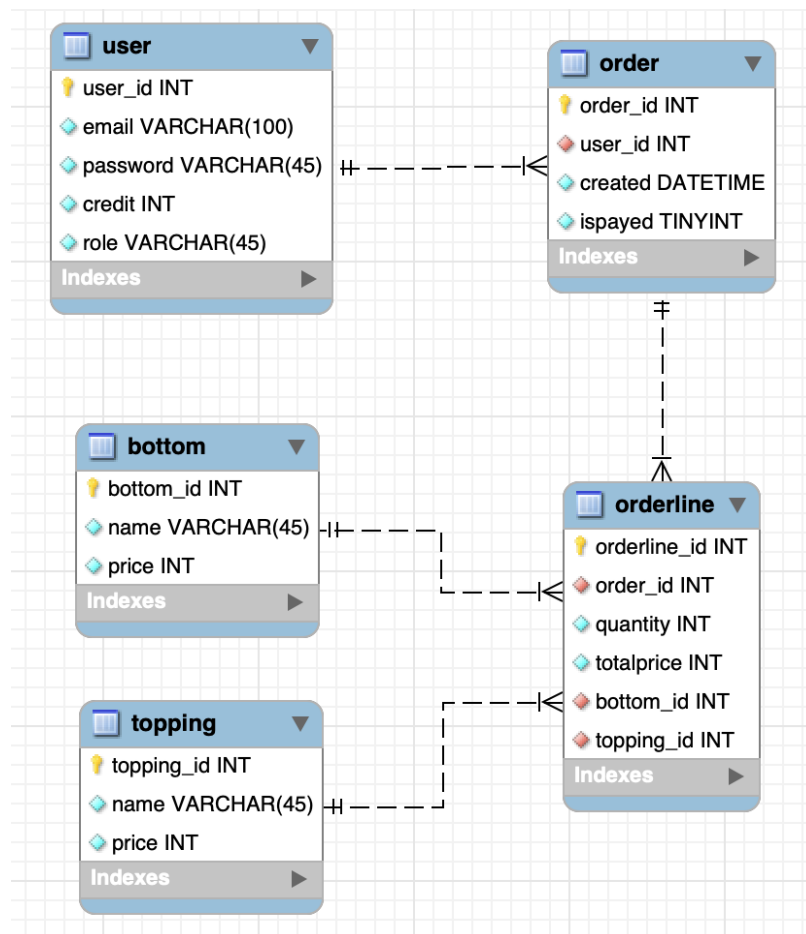 user
user_id INT
email VARCHAR(100)
password VARCHAR(45)
credit INT
role VARCHAR(45)
Indexes
order
order_id INT
user_id INT
created DATETIME
ispayed TINYINT
Indexes
bottom
bottom_id INT
name VARCHAR(45)
price INT
Indexes
orderline
orderline_id INT
order_id INT
quantity INT
totalprice INT
bottom_id INT
topping_id INT
Indexes
topping
topping_id INT
name VARCHAR(45)
price INT
Indexes